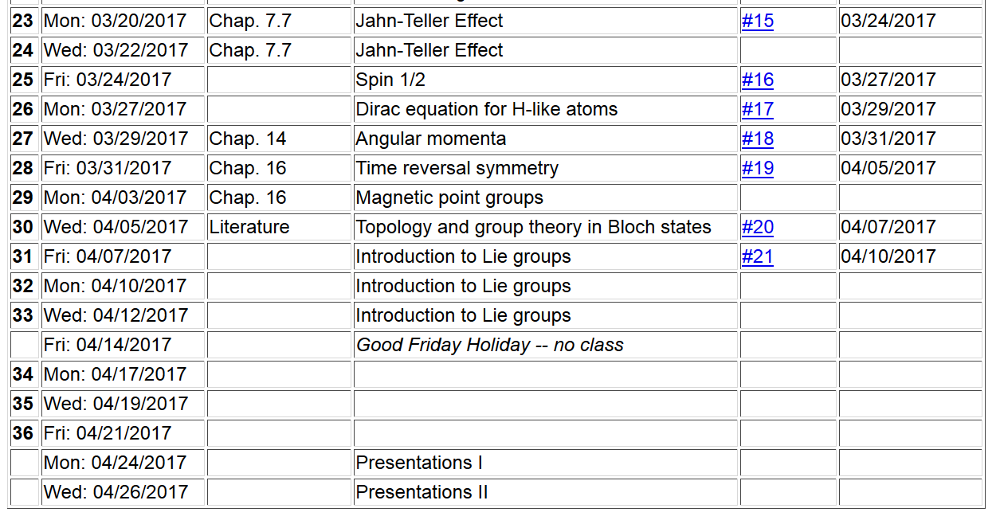 23 Mon: 03/20/2017 Chap. 7.7 Jahn-Teller Effect #15 03/24/2017
24 Wed: 03/22/2017 Chap. 7.7 Jahn-Teller Effect
25 Fri: 03/24/2017 Spin 1/2 #16 03/27/2017
26 Mon: 03/27/2017 Dirac equation for H-like atoms #17 03/29/2017
27 Wed: 03/29/2017 Chap. 14 Angular momenta #18 03/31/2017
28 Fri: 03/31/2017 Chap. 16 Time reversal symmetry #19 04/05/2017
29 Mon: 04/03/2017 Chap. 16 Magnetic point groups
30 Wed: 04/05/2017 Literature Topology and group theory in Bloch states #20 04/07/2017
31 Fri: 04/07/2017 Introduction to Lie groups #21 04/10/2017
32 Mon: 04/10/2017 Introduction to Lie groups
33 Wed: 04/12/2017 Introduction to Lie groups
Fri: 04/14/2017 Good Friday Holiday -- no class
34 Mon: 04/17/2017
35 Wed: 04/19/2017
36 Fri: 04/21/2017
Mon: 04/24/2017 Presentations I
Wed: 04/26/2017 Presentations II